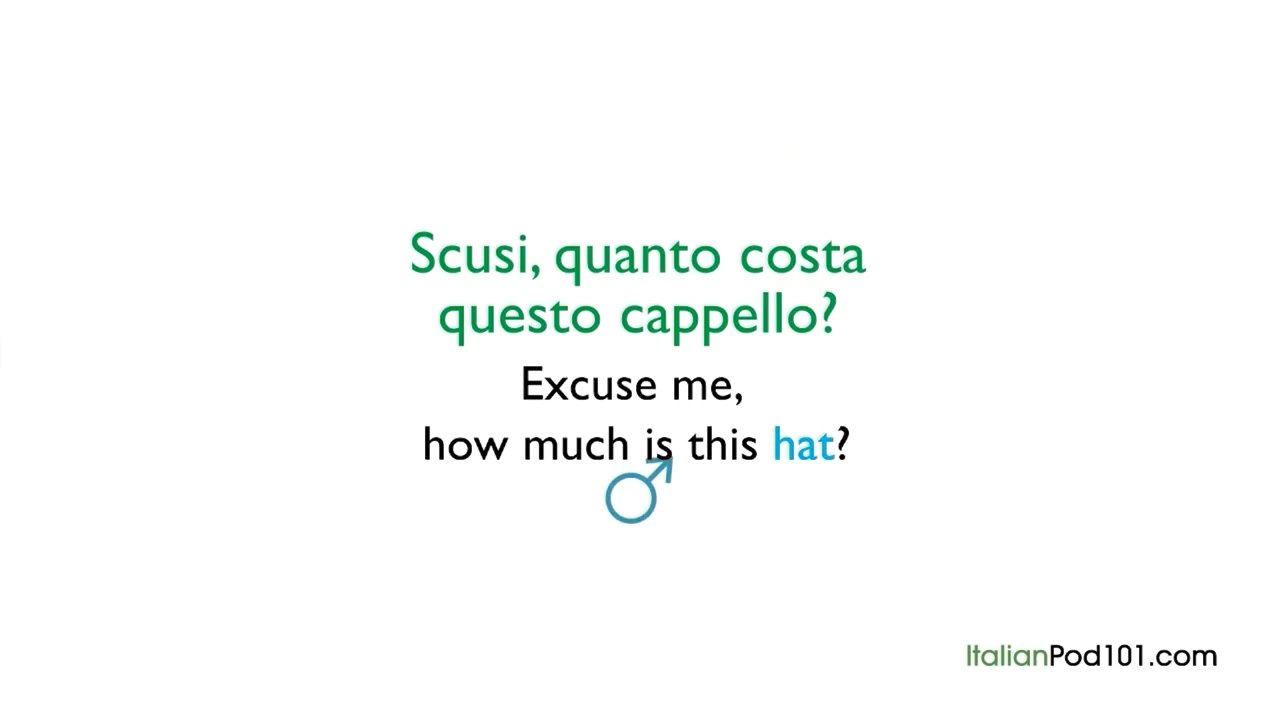 Scusi, quanto costa
questo cappello?
Excuse me,
how much is this hat?
ItalianPod101.com